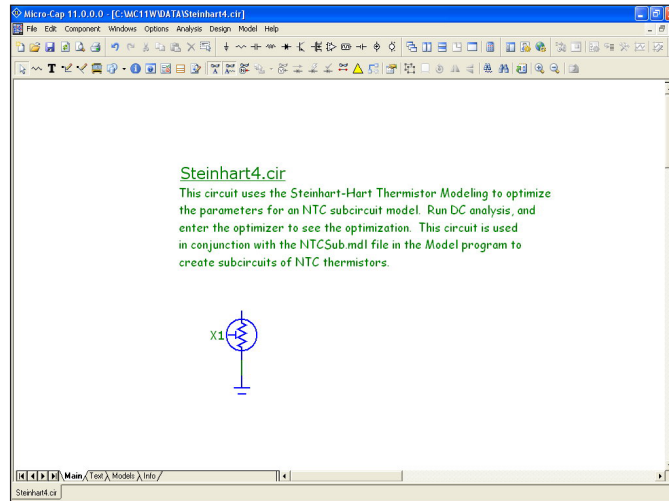 Micro-Cap 11.0.0.0 - [C:\MC11W\DATA\Steinhart4.cir]
File Edit Component Windows Options Analysis Design Model Help
Steinhart4.cir
This circuit uses the Steinhart-Hart Thermistor Modeling to optimize
the parameters for an NTC subcircuit model. Run DC analysis, and
enter the optimizer to see the optimization. This circuit is used
in conjunction with the NTCSub.mdl file in the Model program to
create subcircuits of NTC thermistors.
X1
Main Text Models Info
Steinhart4.cir